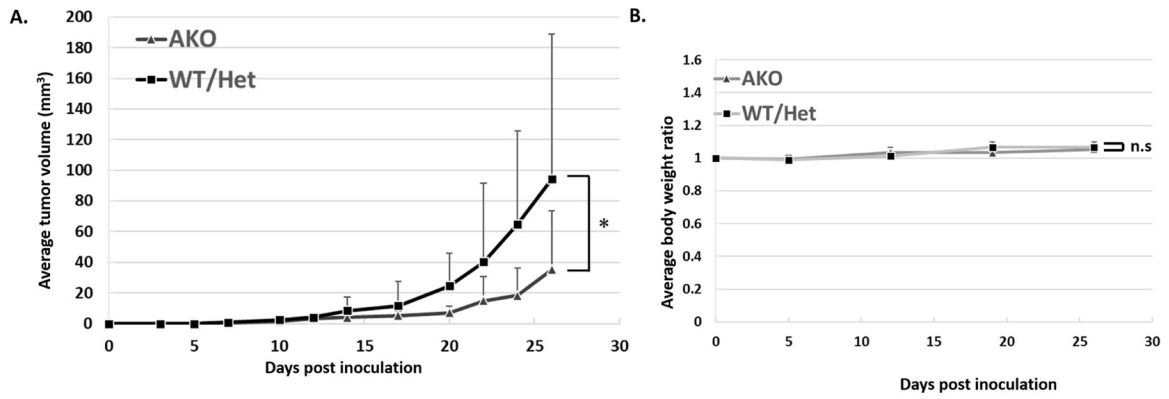 A.
Average tumor volume (mm³)
200
180
160
140
120
100
80
60
40
20
0
AKO
WT/Het
*
0 5 10 15 20 25 30
Days post inoculation
B.
Average body weight ratio
1.6
1.4
1.2
1
0.8
0.6
0.4
0.2
0
AKO
WT/Het
n.s
0 5 10 15 20 25 30
Days post inoculation